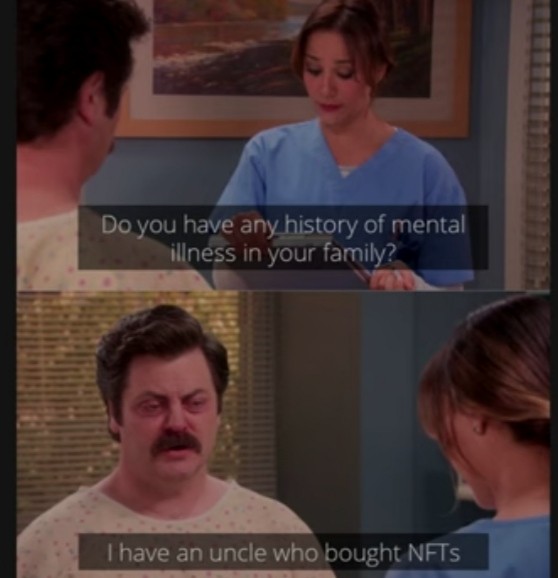 Do you have any history of mental
illness in your family?
I have an uncle who bought NFTs